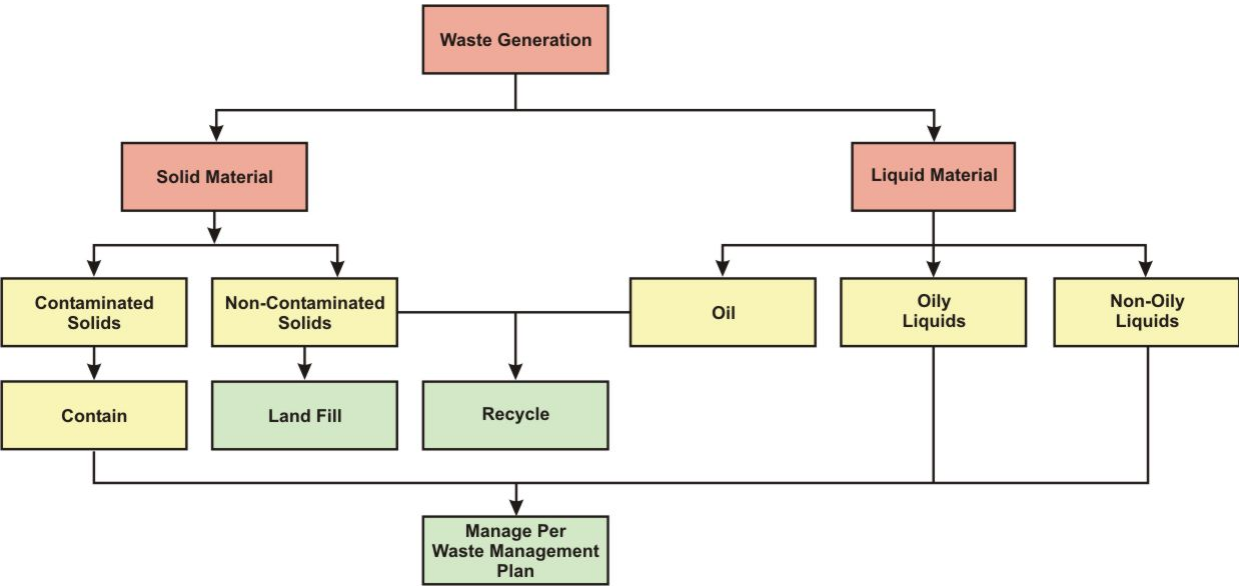 Waste Generation
Solid Material
Liquid Material
Contaminated
Solids
Non-Contaminated
Solids
Oil
Oily
Liquids
Non-Oily
Liquids
Contain
Land Fill
Recycle
Manage Per
Waste Management
Plan